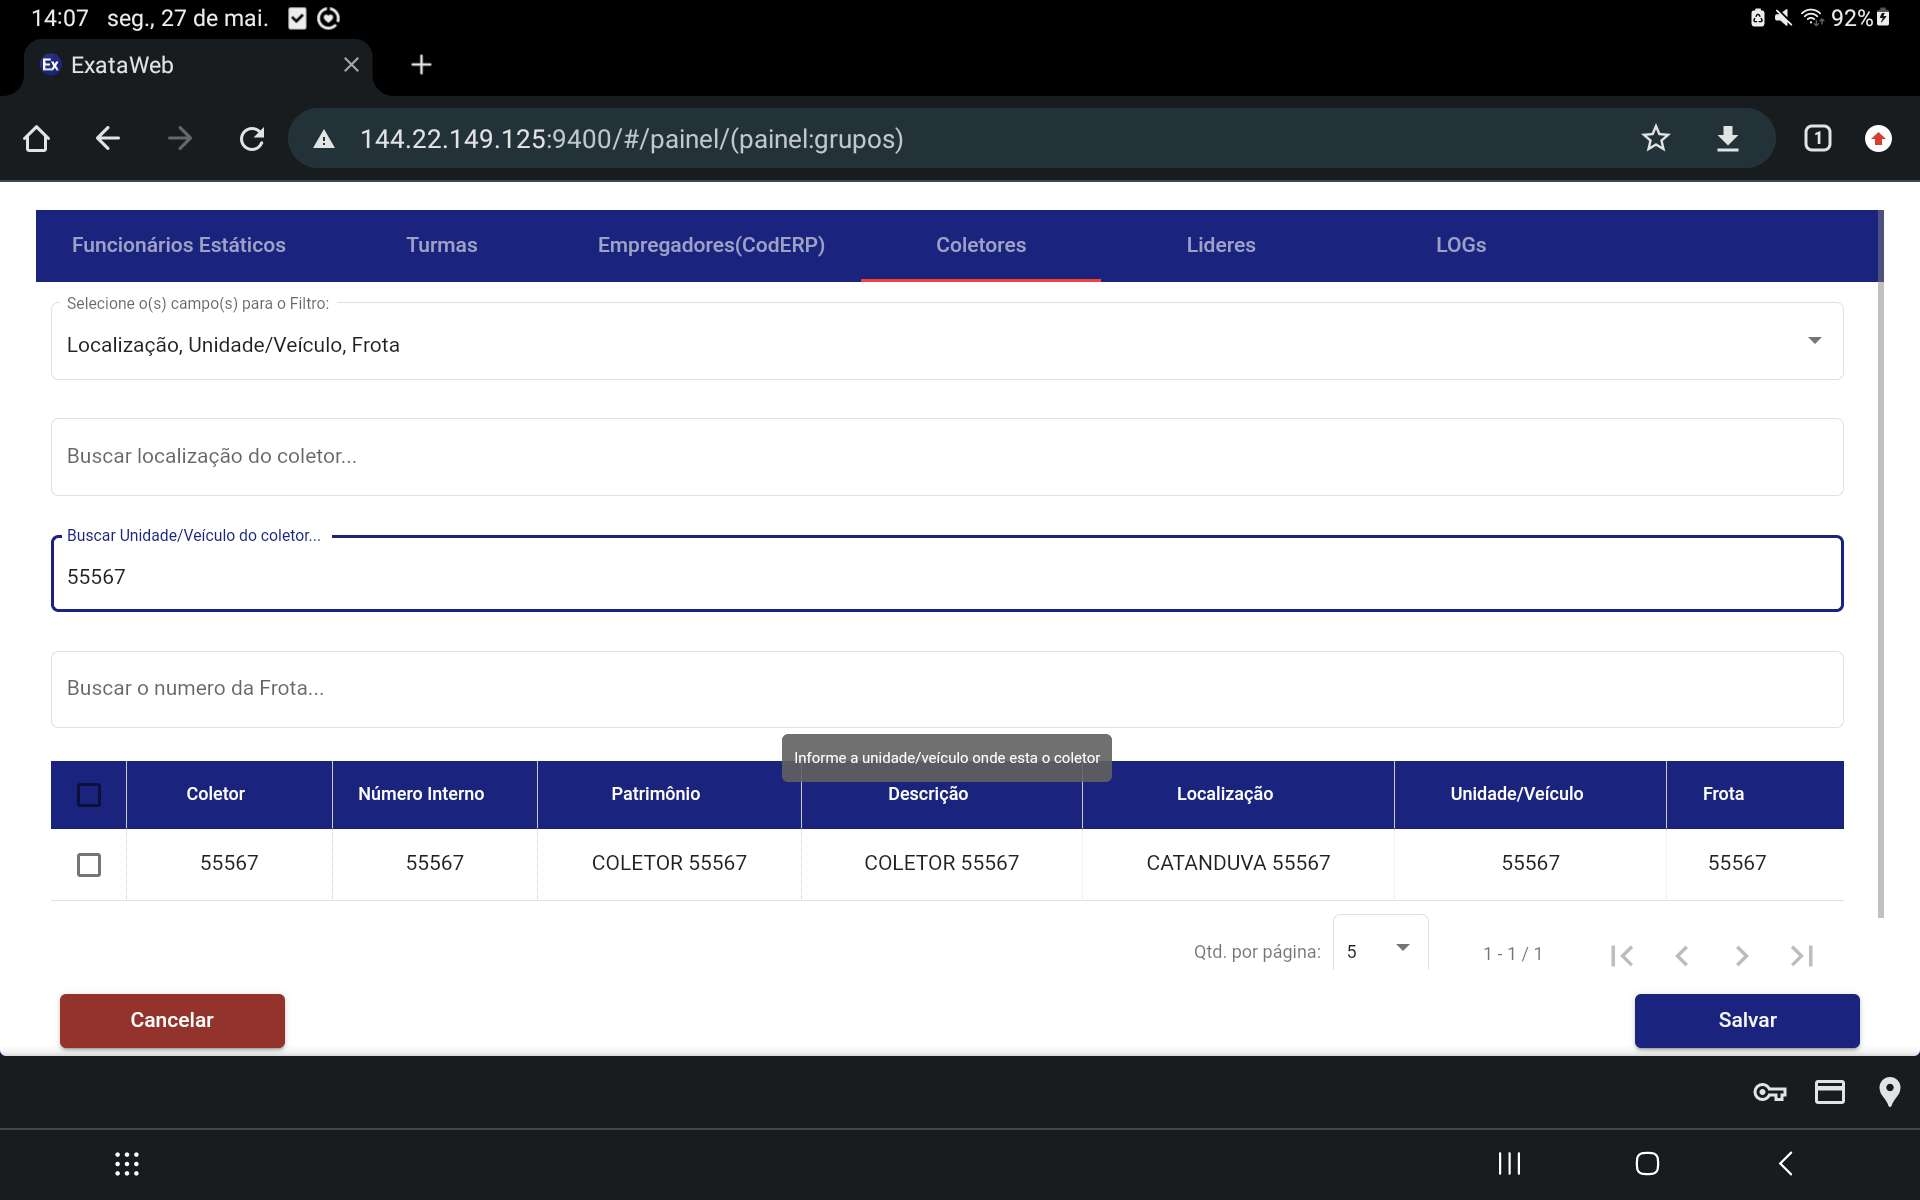 14:07 seg., 27 de mai. 92%
Ex ExataWeb
144.22.149.125:9400/#/painel/(painel:grupos) 1
Funcionários Estáticos Turmas Empregadores(CodERP) Coletores Lideres LOGs
Selecione o(s) campo(s) para o Filtro:
Localização, Unidade/Veículo, Frota
Buscar localização do coletor...
Buscar Unidade/Veículo do coletor...
55567
Buscar o numero da Frota...
Informe a unidade/veículo onde esta o coletor
Coletor Número Interno Patrimônio Descrição Localização Unidade/Veículo Frota
55567 55567 COLETOR 55567 COLETOR 55567 CATANDUVA 55567 55567 55567
Qtd. por página: 5 1 - 1 / 1
Cancelar Salvar